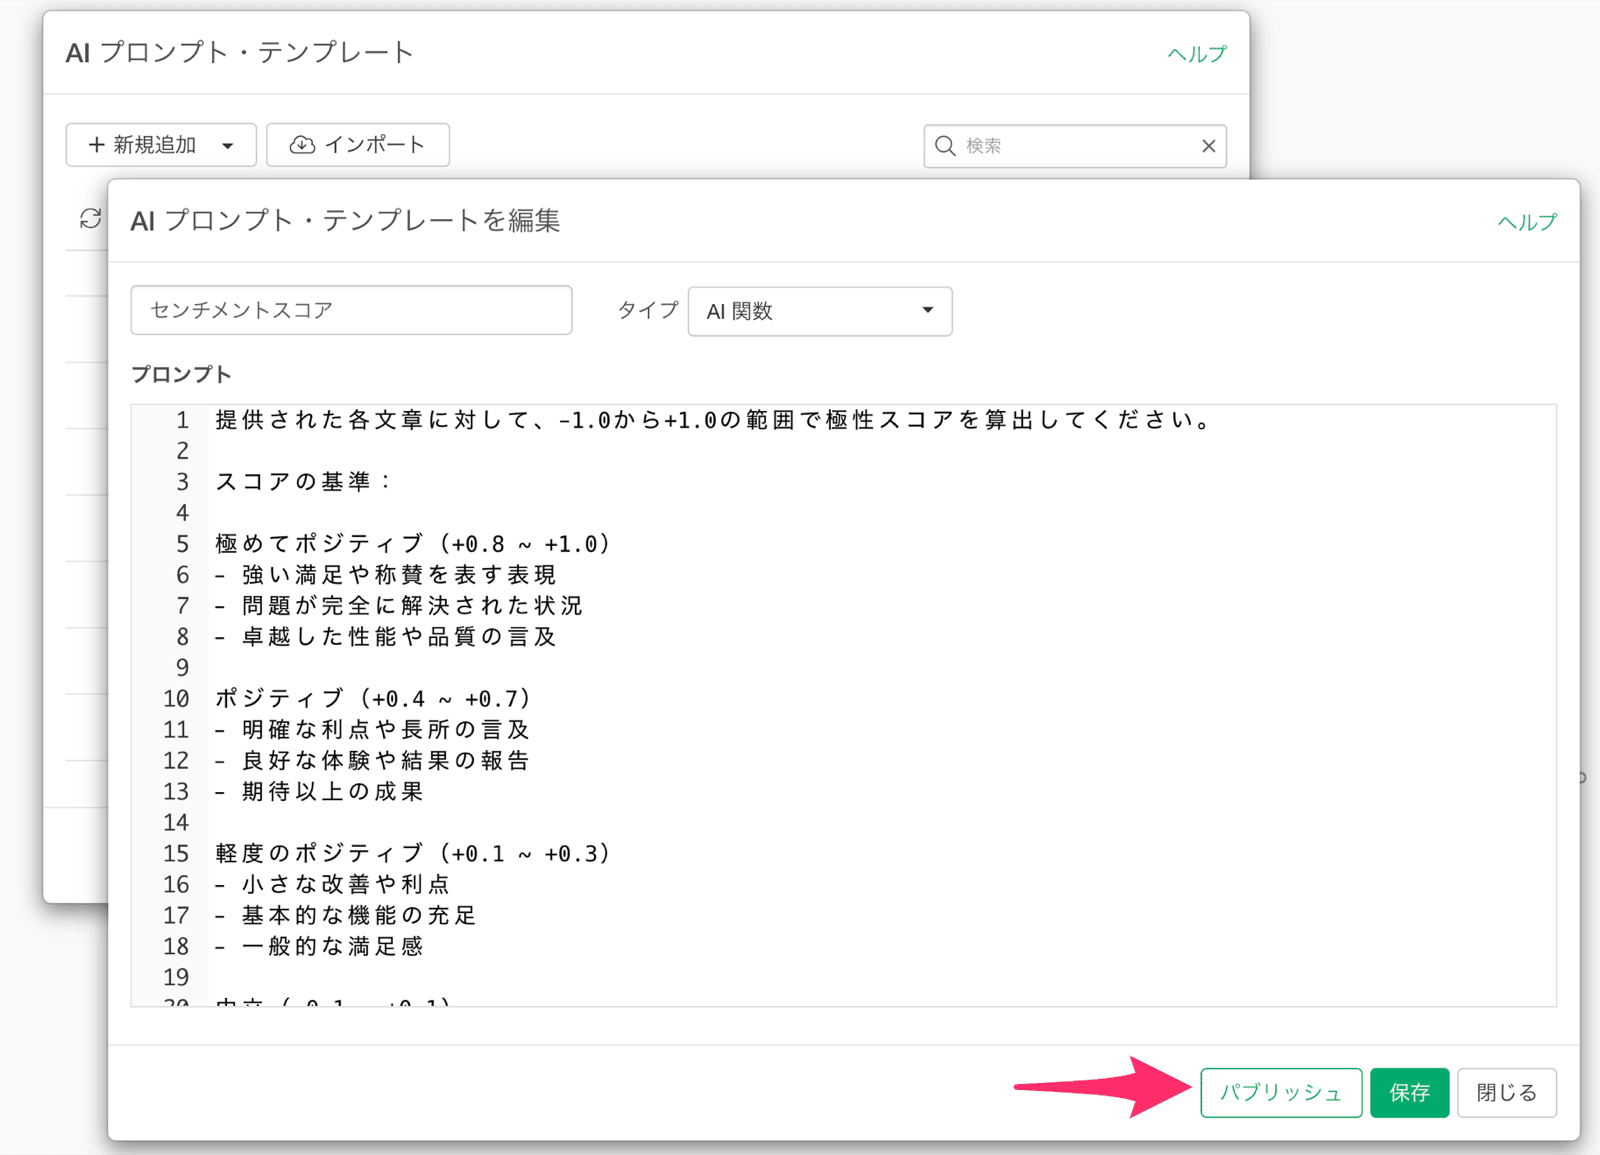 AI プロンプト・テンプレート
ヘルプ
+ 新規追加
インポート
検索
AI プロンプト・テンプレートを編集
ヘルプ
センチメントスコア
タイプ
AI 関数
プロンプト
1 提供された各文章に対して、-1.0から+1.0の範囲で極性スコアを算出してください。
2
3 スコアの基準：
4
5 極めてポジティブ（+0.8 ~ +1.0）
6 - 強い満足や称賛を表す表現
7 - 問題が完全に解決された状況
8 - 卓越した性能や品質の言及
9
10 ポジティブ（+0.4 ~ +0.7）
11 - 明確な利点や長所の言及
12 - 良好な体験や結果の報告
13 - 期待以上の成果
14
15 軽度のポジティブ（+0.1 ~ +0.3）
16 - 小さな改善や利点
17 - 基本的な機能の充足
18 - 一般的な満足感
19
パブリッシュ
保存
閉じる